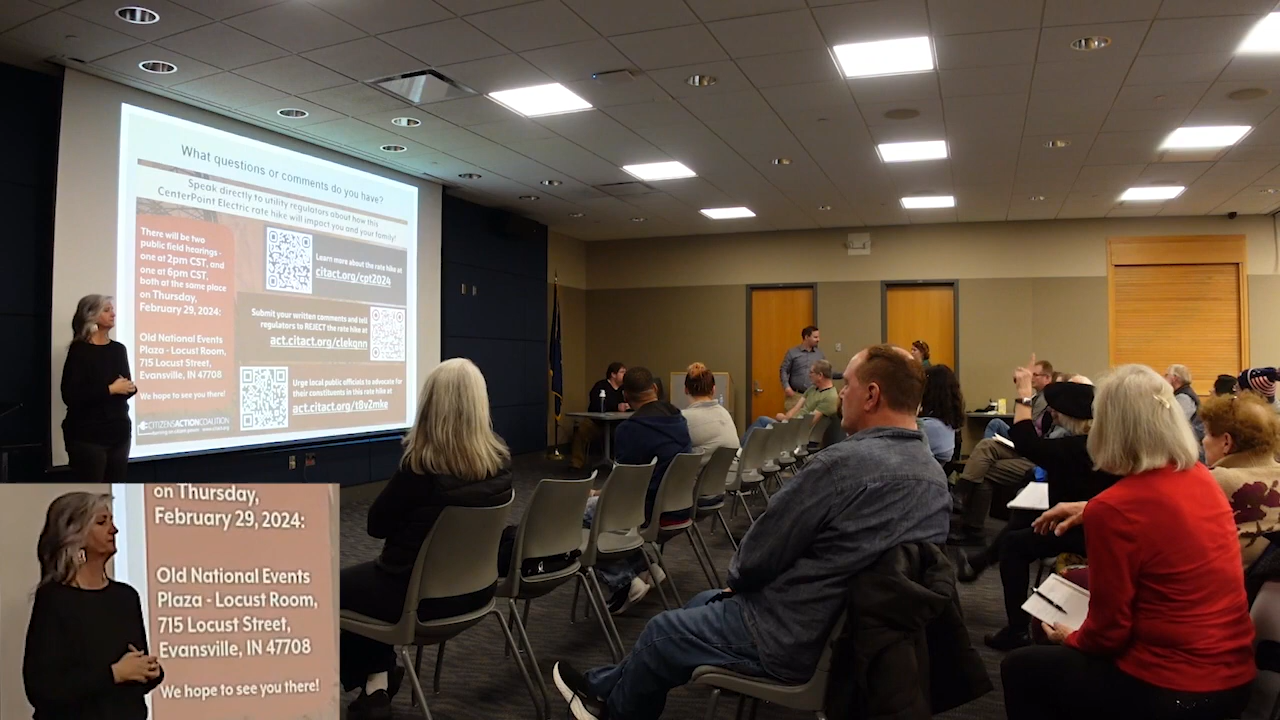 What questions or comments do you have?
Speak directly to utility regulators about how this
CenterPoint Electric rate hike will impact you and your family!
There will be two
public field hearings -
one at 2pm CST, and
one at 6pm CST,
both at the same place
on Thursday,
February 29, 2024:
Old National Events
Plaza - Locust Room,
715 Locust Street,
Evansville, IN 47708
We hope to see you there!
Learn more about the rate hike at
citact.org/cpt2024
Submit your written comments and tell
regulators to REJECT the rate hike at
act.citact.org/clekgnn
Urge local public officials to advocate for
their constituents in this rate hike at
act.citact.org/t8v2mke
CITIZENSACTIONCOALITION
on Thursday,
February 29, 2024:
Old National Events
Plaza - Locust Room,
715 Locust Street,
Evansville, IN 47708
We hope to see you there!